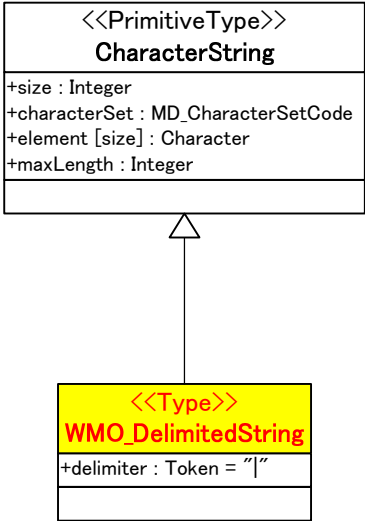 <<PrimitiveType>>
CharacterString
+size : Integer
+characterSet : MD_CharacterSetCode
+element [size] : Character
+maxLength : Integer
<<Type>>
WMO_DelimitedString
+delimiter : Token = "|"